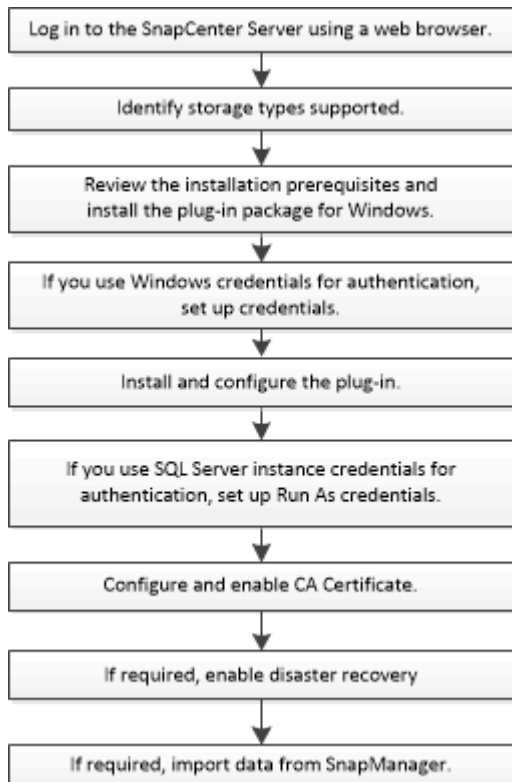 Log in to the SnapCenter Server using a web browser.
Identify storage types supported.
Review the installation prerequisites and
install the plug-in package for Windows.
If you use Windows credentials for authentication,
set up credentials.
Install and configure the plug-in.
If you use SQL Server instance credentials for
authentication, set up Run As credentials.
Configure and enable CA Certificate.
If required, enable disaster recovery
If required, import data from SnapManager.